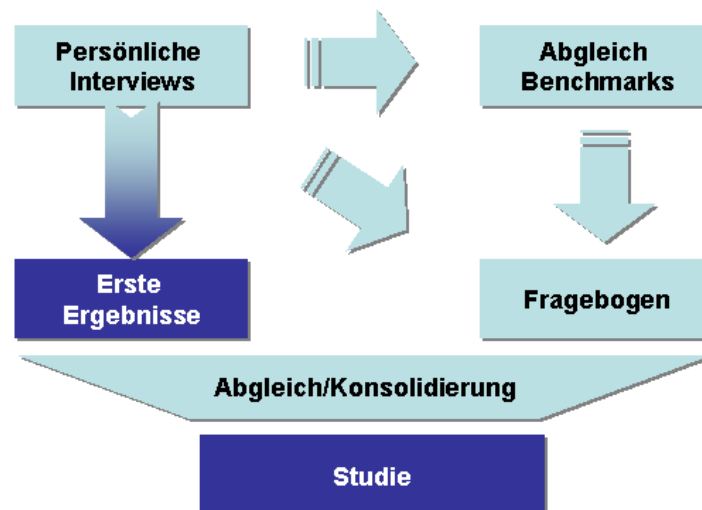 Persönliche
Interviews
Abgleich
Benchmarks
Erste
Ergebnisse
Fragebogen
Abgleich/Konsolidierung
Studie